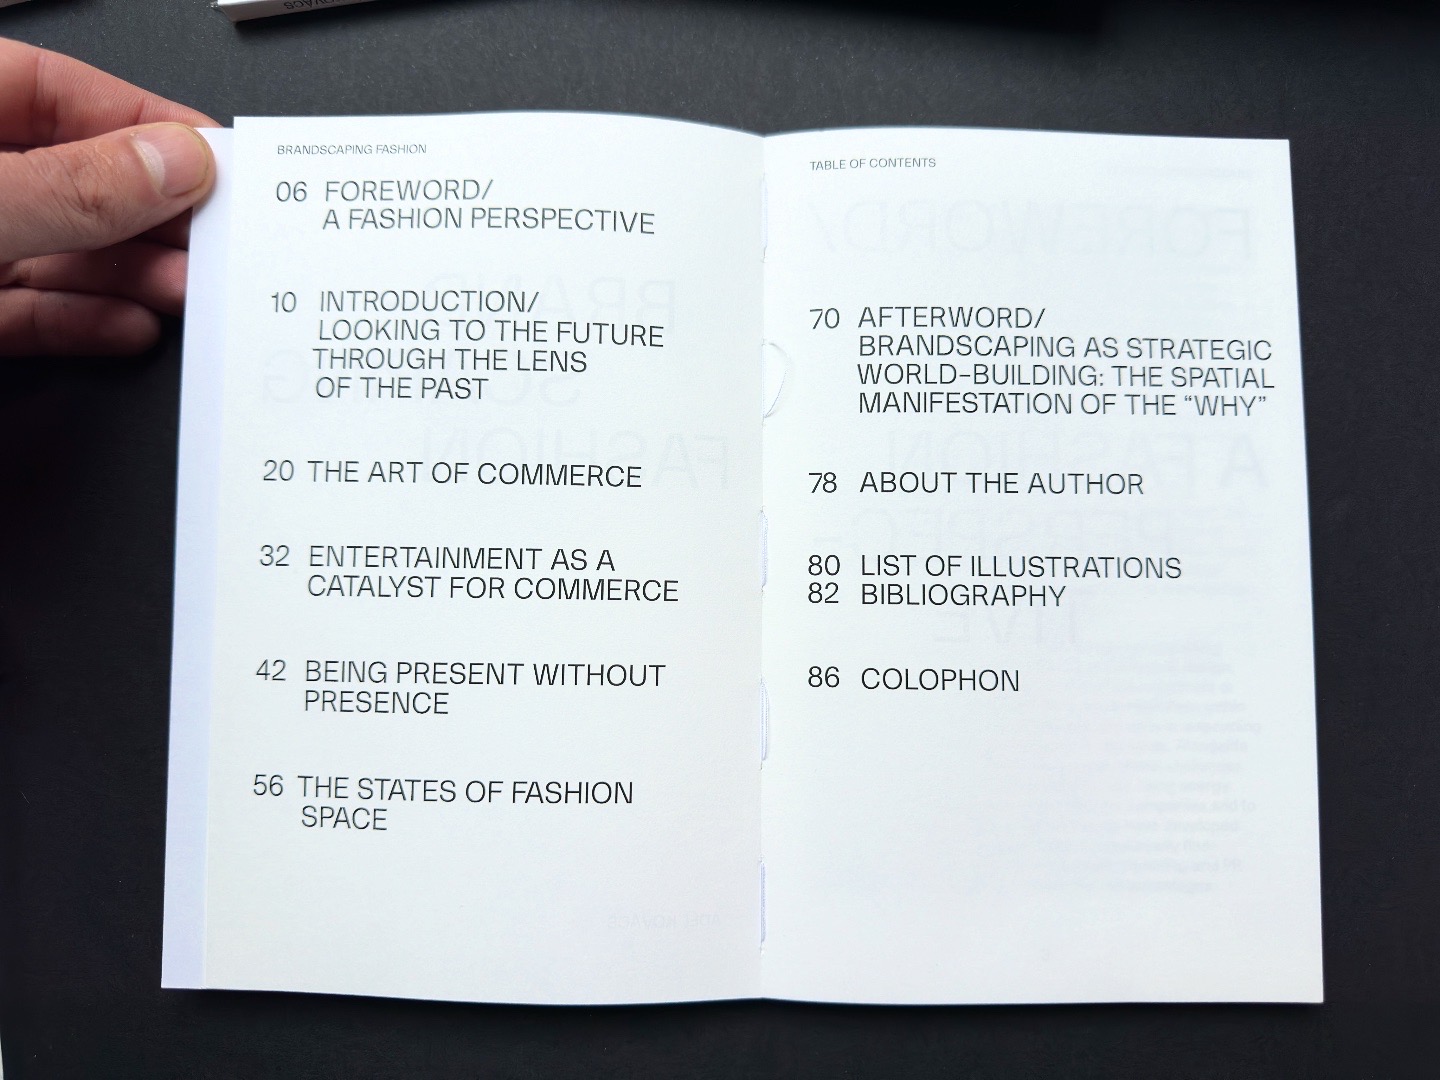 BRANDSCAPING FASHION
06 FOREWORD/
A FASHION PERSPECTIVE
10 INTRODUCTION/
LOOKING TO THE FUTURE
THROUGH THE LENS
OF THE PAST
20 THE ART OF COMMERCE
32 ENTERTAINMENT AS A
CATALYST FOR COMMERCE
42 BEING PRESENT WITHOUT
PRESENCE
56 THE STATES OF FASHION
SPACE
TABLE OF CONTENTS
70 AFTERWORD/
BRANDSCAPING AS STRATEGIC
WORLD-BUILDING: THE SPATIAL
MANIFESTATION OF THE “WHY”
78 ABOUT THE AUTHOR
80 LIST OF ILLUSTRATIONS
82 BIBLIOGRAPHY
86 COLOPHON